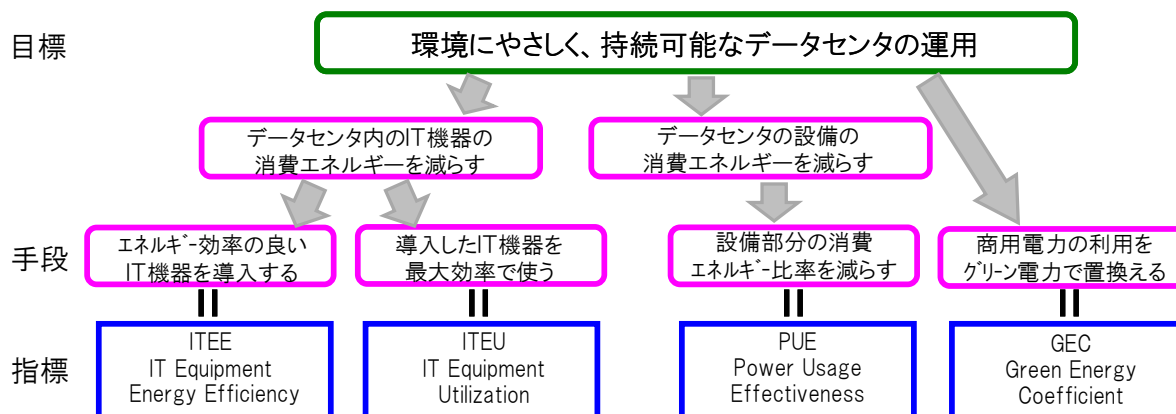 目標
環境にやさしく、持続可能なデータセンタの運用
データセンタ内のIT機器の
消費エネルギーを減らす
データセンタの設備の
消費エネルギーを減らす
手段
エネルギー効率の良い
IT機器を導入する
導入したIT機器を
最大効率で使う
設備部分の消費
エネルギー比率を減らす
商用電力の利用を
グリーン電力で置換える
指標
ITEE
IT Equipment
Energy Efficiency
ITEU
IT Equipment
Utilization
PUE
Power Usage
Effectiveness
GEC
Green Energy
Coefficient